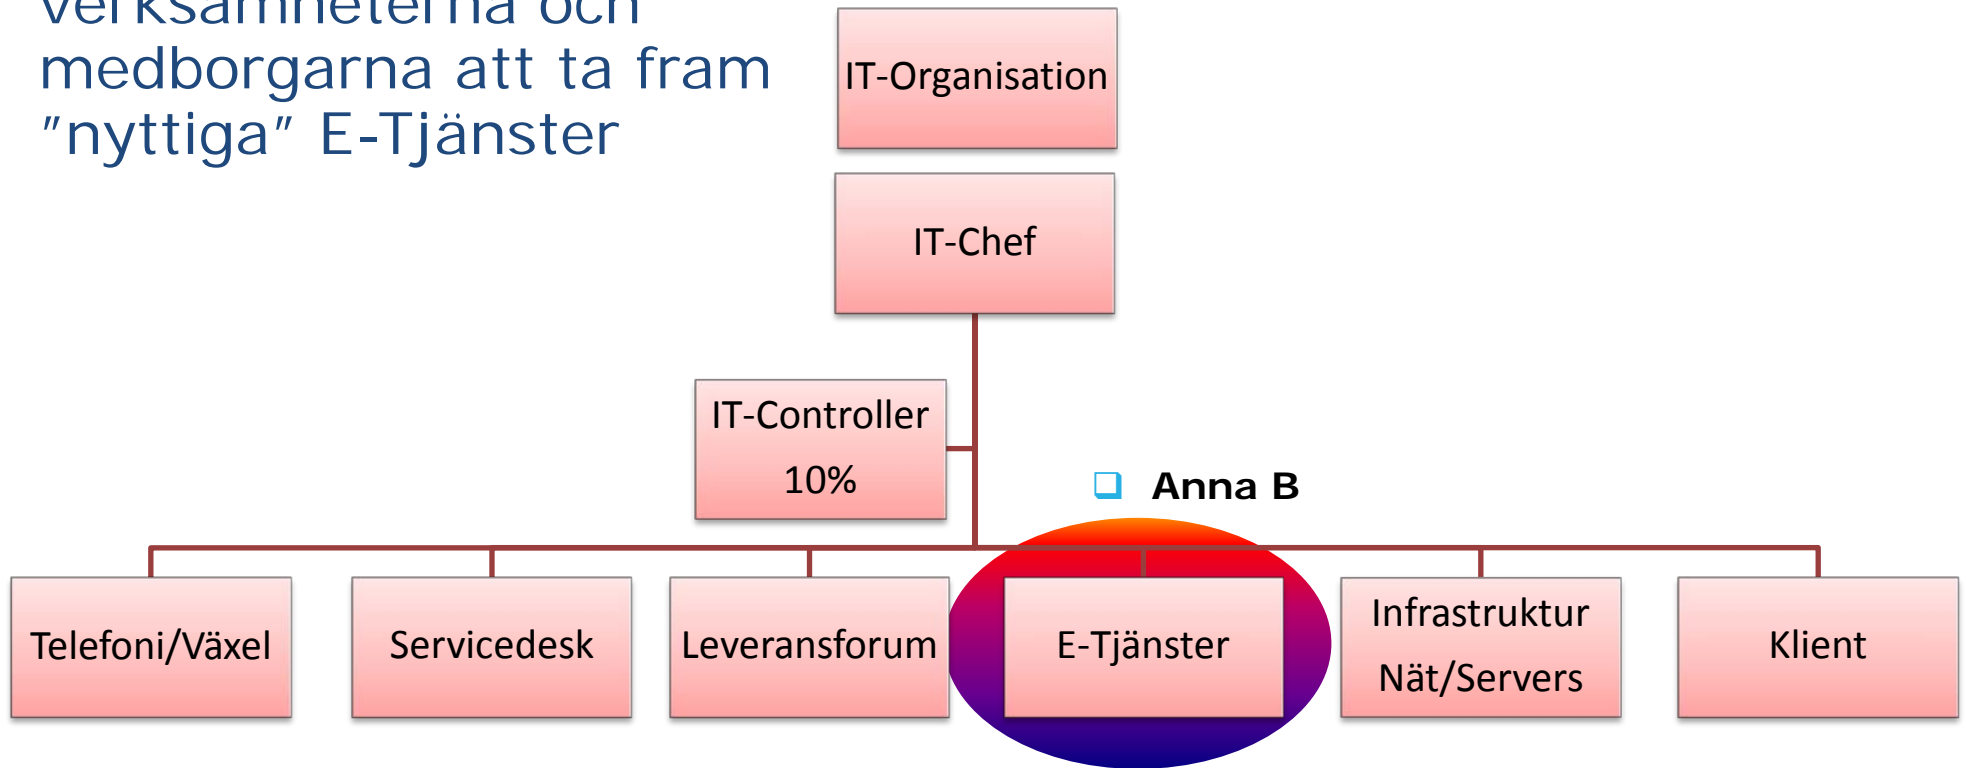 verksamheterna och
medborgarna att ta fram
"nyttiga" E-Tjänster
IT-Organisation
IT-Chef
IT-Controller
10%
Anna B
Telefoni/Växel
Servicedesk
Leveransforum
E-Tjänster
Infrastruktur
Nät/Servers
Klient